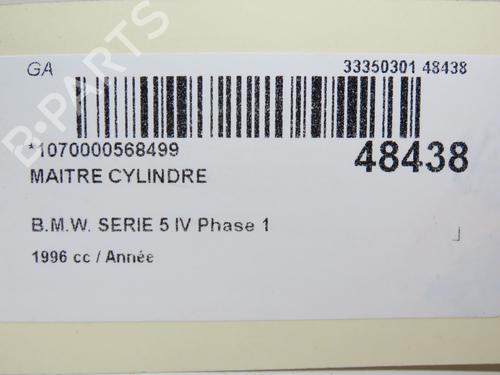 GA 33350301 48438
*1070000568499 48438
MAITRE CYLINDRE
B.M.W. SERIE 5 IV Phase 1
1996 cc / Année
B-PARTS